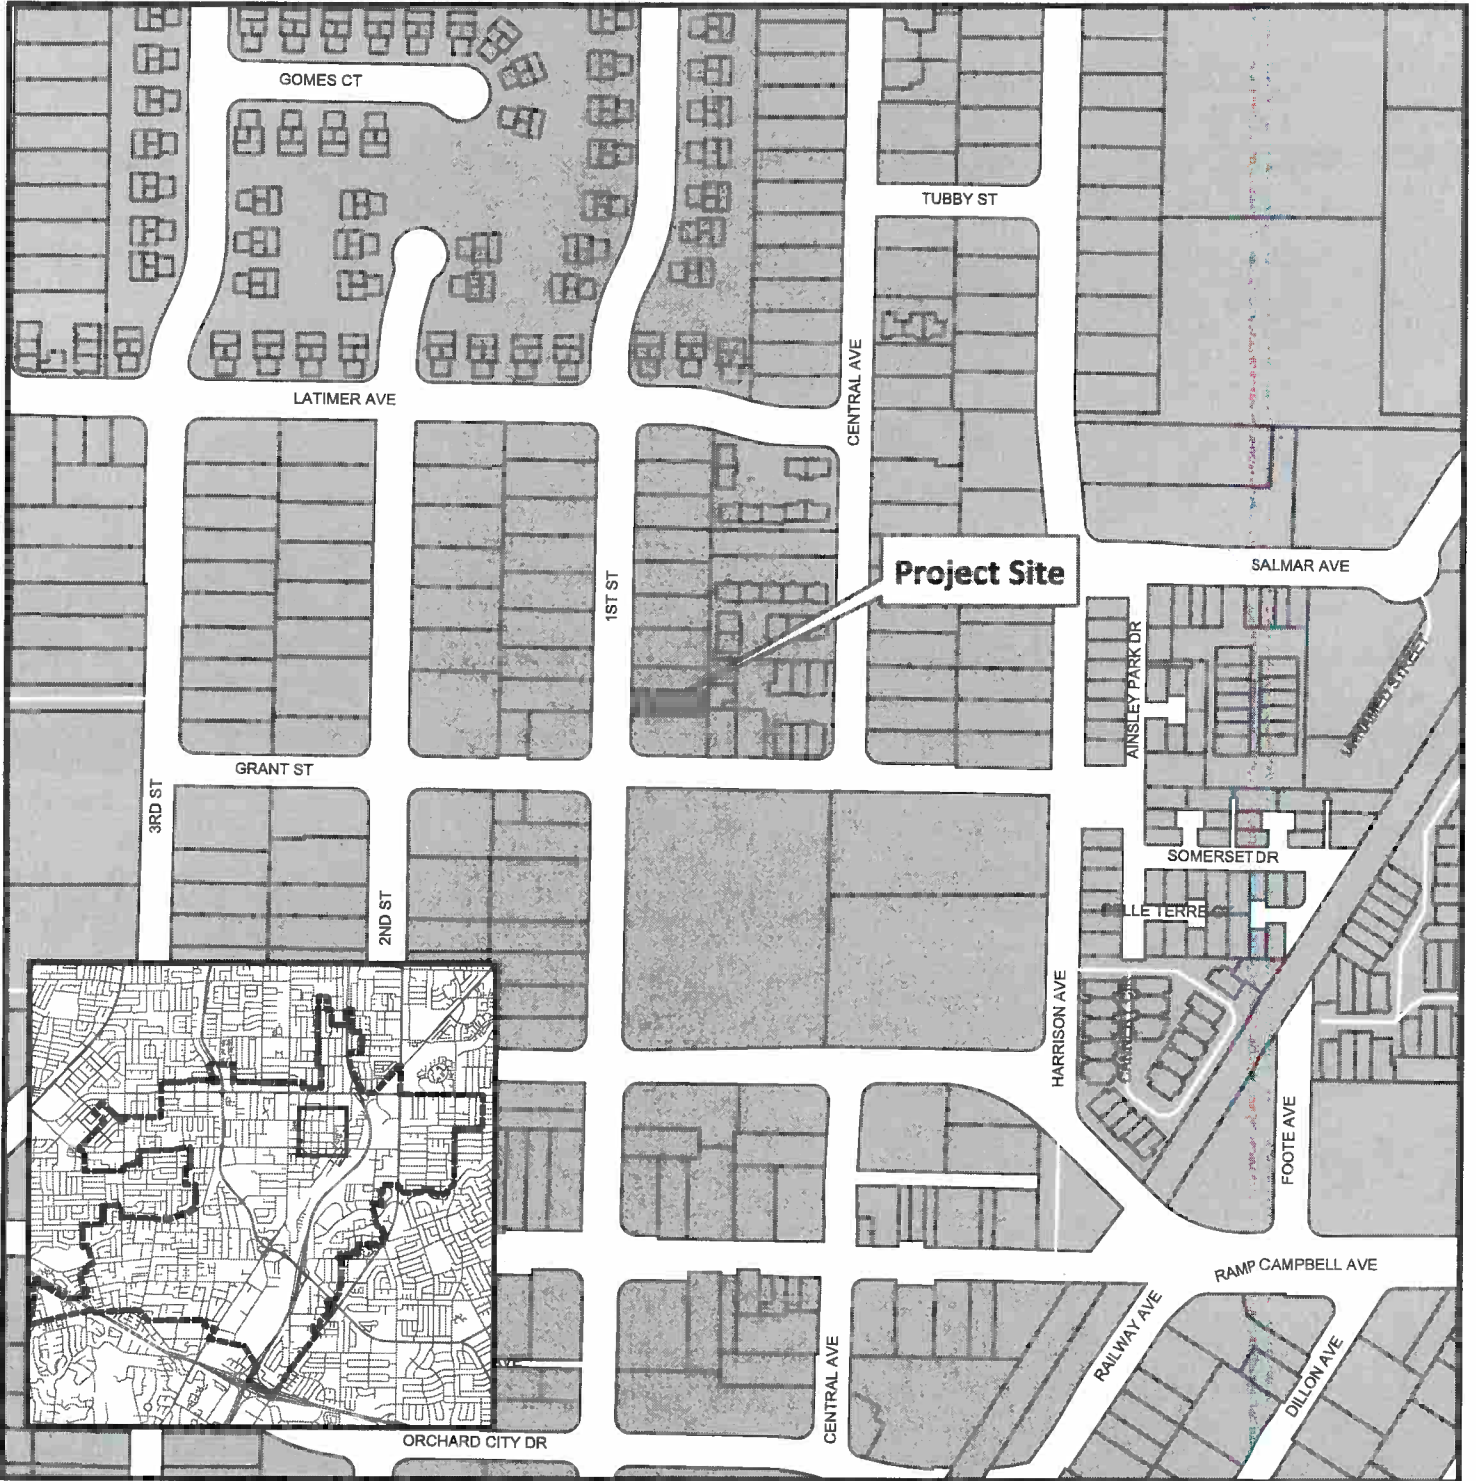 GOMES CT
TUBBY ST
LATIMER AVE
CENTRAL AVE
Project Site
SALMAR AVE
1ST ST
AINSLEY PARK DR
GRANT ST
3RD ST
SOMERSET DR
2ND ST
TERRE
HARRISON AVE
FOOTE AVE
RAMP CAMPBELL AVE
RAILWAY AVE
DILLON AVE
CENTRAL AVE
AVE
ORCHARD CITY DR